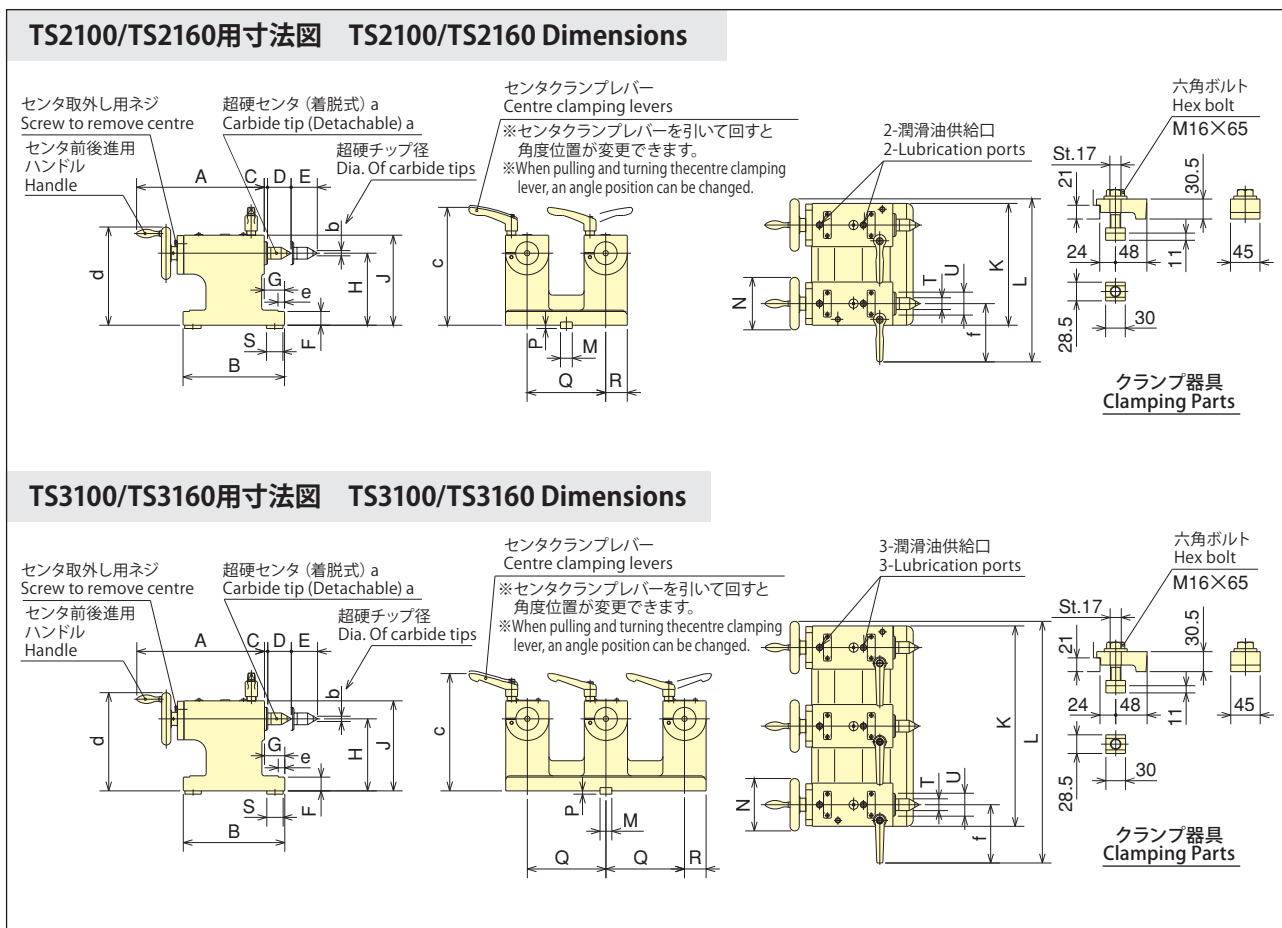 TS2100/TS2160用寸法図 TS2100/TS2160 Dimensions
センタ取外し用ネジ
Screw to remove centre
センタ前後進用
ハンドル
Handle
超硬センタ（着脱式）a
Carbide tip (Detachable) a
超硬チップ径
Dia. Of carbide tips
A
C
D
E
b
d
G
e
H
J
S
F
B
センタクランプレバー
Centre clamping levers
※センタクランプレバーを引いて回すと
角度位置が変更できます。
※When pulling and turning thecentre clamping
lever, an angle position can be changed.
c
P
M
Q
R
2-潤滑油供給口
2-Lubrication ports
N
T
U
K
L
f
六角ボルト
Hex bolt
M16×65
St.17
21
30.5
24
48
11
45
28.5
30
クランプ器具
Clamping Parts
TS3100/TS3160用寸法図 TS3100/TS3160 Dimensions
センタ取外し用ネジ
Screw to remove centre
センタ前後進用
ハンドル
Handle
超硬センタ（着脱式）a
Carbide tip (Detachable) a
超硬チップ径
Dia. Of carbide tips
A
C
D
E
b
d
G
e
H
J
S
F
B
センタクランプレバー
Centre clamping levers
※センタクランプレバーを引いて回すと
角度位置が変更できます。
※When pulling and turning thecentre clamping
lever, an angle position can be changed.
c
P
M
Q
Q
R
3-潤滑油供給口
3-Lubrication ports
N
T
U
K
L
f
六角ボルト
Hex bolt
M16×65
St.17
21
30.5
24
48
11
45
28.5
30
クランプ器具
Clamping Parts